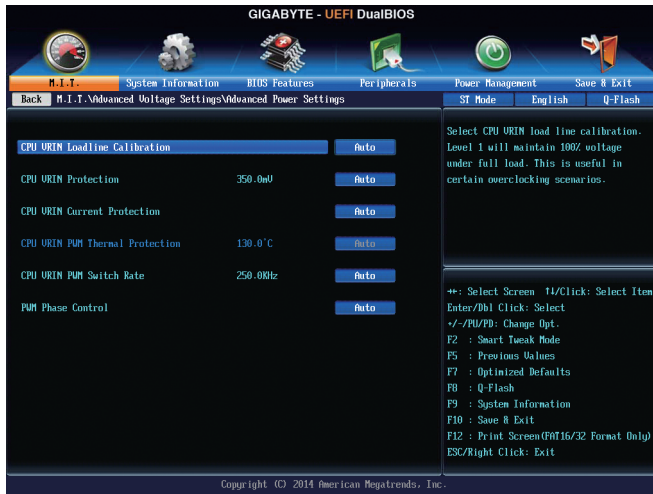 GIGABYTE - UEFI DualBIOS
M.I.T. System Information BIOS Features Peripherals Power Management Save & Exit
Back M.I.T.\Advanced Voltage Settings\Advanced Power Settings ST Mode English Q-Flash
CPU VRIN Loadline Calibration Auto
CPU VRIN Protection 350.0mV Auto
CPU VRIN Current Protection Auto
CPU VRIN PWM Thermal Protection 130.0°C Auto
CPU VRIN PWM Switch Rate 250.0KHz Auto
PWM Phase Control Auto
Select CPU VRIN load line calibration.
Level 1 will maintain 100% voltage
under full load. This is useful in
certain overclocking scenarios.
→←: Select Screen ↑↓/Click: Select Item
Enter/Dbl Click: Select
+/-/PU/PD: Change Opt.
F2 : Smart Tweak Mode
F5 : Previous Values
F7 : Optimized Defaults
F8 : Q-Flash
F9 : System Information
F10 : Save & Exit
F12 : Print Screen(FAT16/32 Format Only)
ESC/Right Click: Exit
Copyright (C) 2014 American Megatrends, Inc.